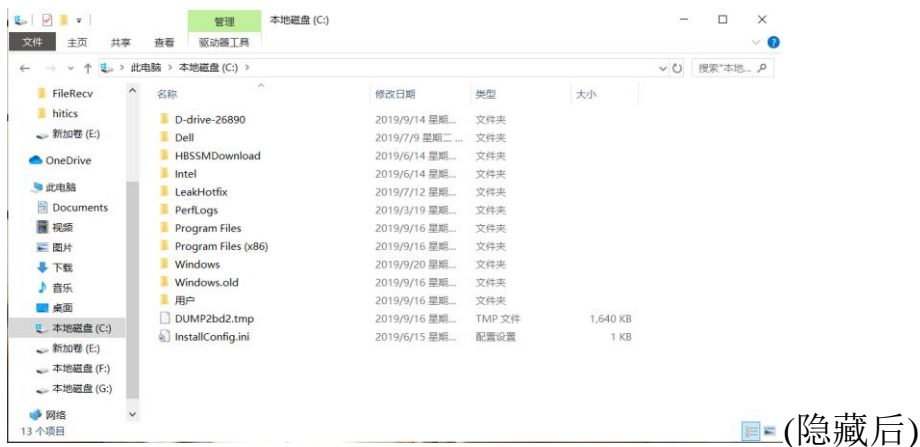 管理 本地磁盘 (C:)
文件 主页 共享 查看 驱动器工具
此电脑 > 本地磁盘 (C:) > 搜索"本地...
FileRecv
hitics
新加卷 (E:)
OneDrive
此电脑
Documents
视频
图片
下载
音乐
桌面
本地磁盘 (C:)
新加卷 (E:)
本地磁盘 (F:)
本地磁盘 (G:)
网络
名称 修改日期 类型 大小
D-drive-26890 2019/9/14 星期... 文件夹
Dell 2019/7/9 星期二 ... 文件夹
HBSSMDownload 2019/6/14 星期... 文件夹
Intel 2019/6/14 星期... 文件夹
LeakHotfix 2019/7/12 星期... 文件夹
PerfLogs 2019/3/19 星期... 文件夹
Program Files 2019/9/16 星期... 文件夹
Program Files (x86) 2019/9/16 星期... 文件夹
Windows 2019/9/20 星期... 文件夹
Windows.old 2019/9/16 星期... 文件夹
用户 2019/9/16 星期... 文件夹
DUMP2bd2.tmp 2019/9/16 星期... TMP 文件 1,640 KB
InstallConfig.ini 2019/6/15 星期... 配置设置 1 KB
13 个项目
(隐藏后)